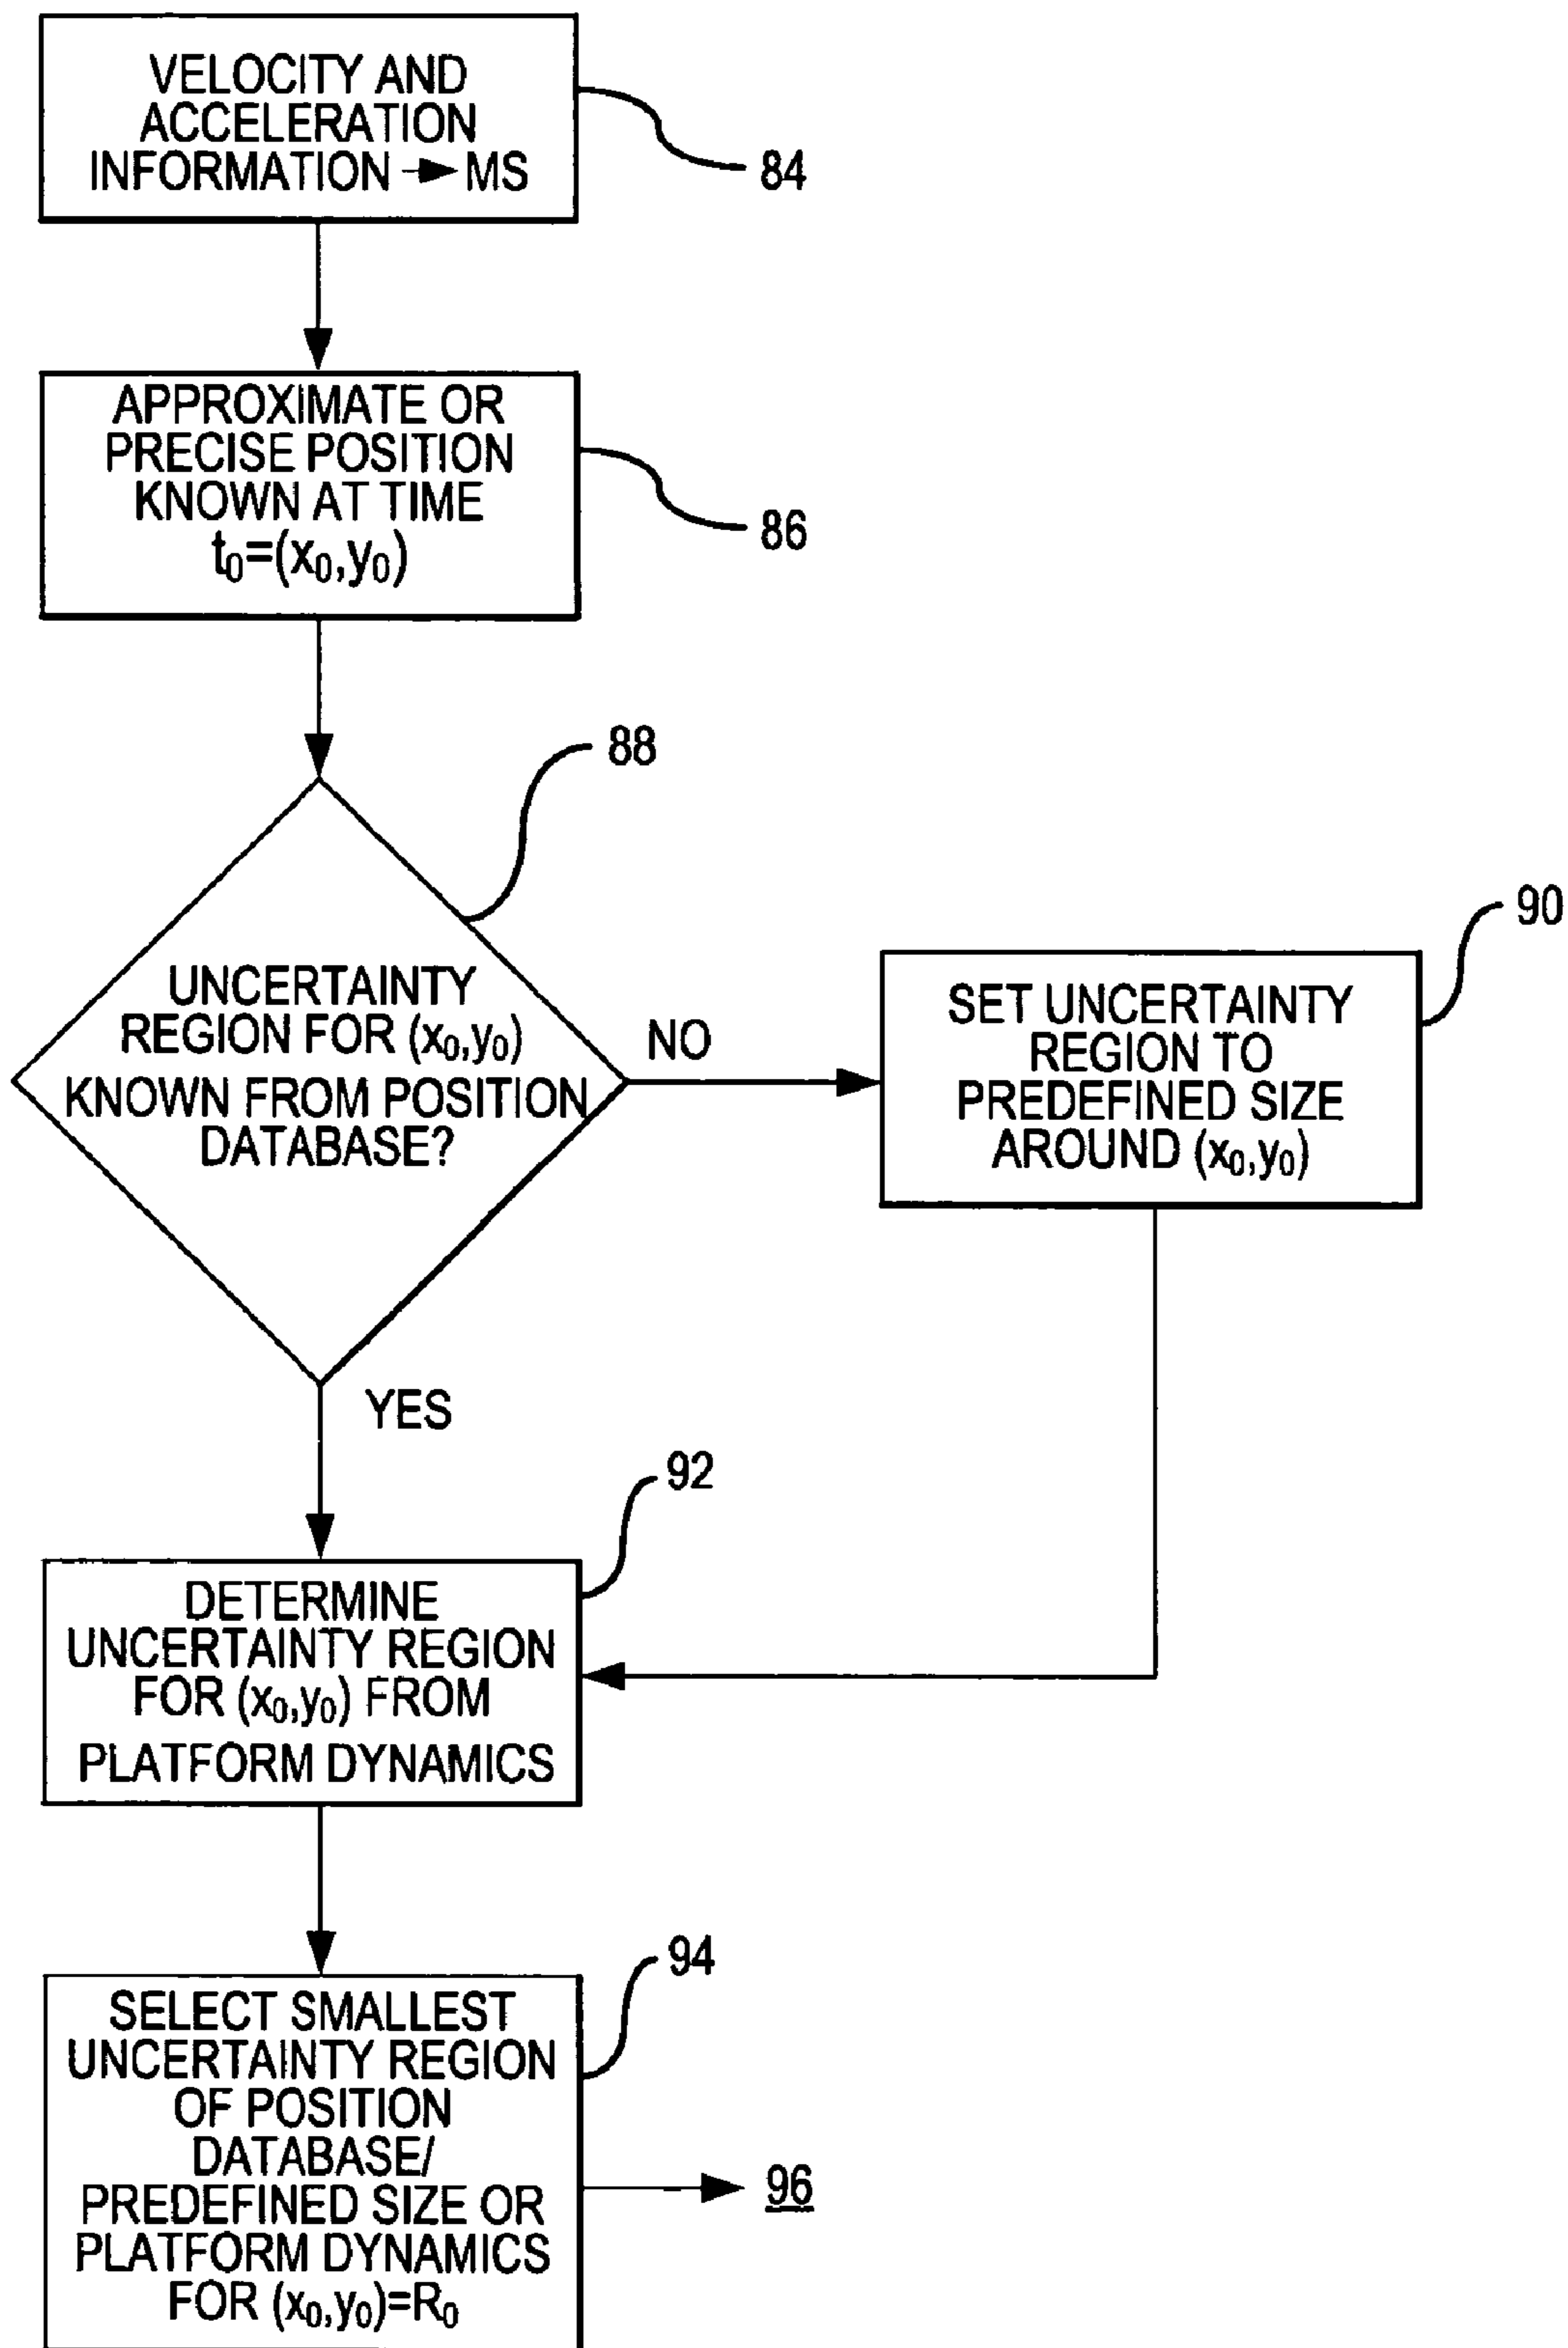 VELOCITY AND
ACCELERATION
INFORMATION → MS
84
APPROXIMATE OR
PRECISE POSITION
KNOWN AT TIME
t₀=(x₀,y₀)
86
88
UNCERTAINTY
REGION FOR (x₀,y₀)
KNOWN FROM POSITION
DATABASE?
NO
90
SET UNCERTAINTY
REGION TO
PREDEFINED SIZE
AROUND (x₀,y₀)
YES
92
DETERMINE
UNCERTAINTY REGION
FOR (x₀,y₀) FROM
PLATFORM DYNAMICS
94
SELECT SMALLEST
UNCERTAINTY REGION
OF POSITION
DATABASE/
PREDEFINED SIZE OR
PLATFORM DYNAMICS
FOR (x₀,y₀)=R₀
96